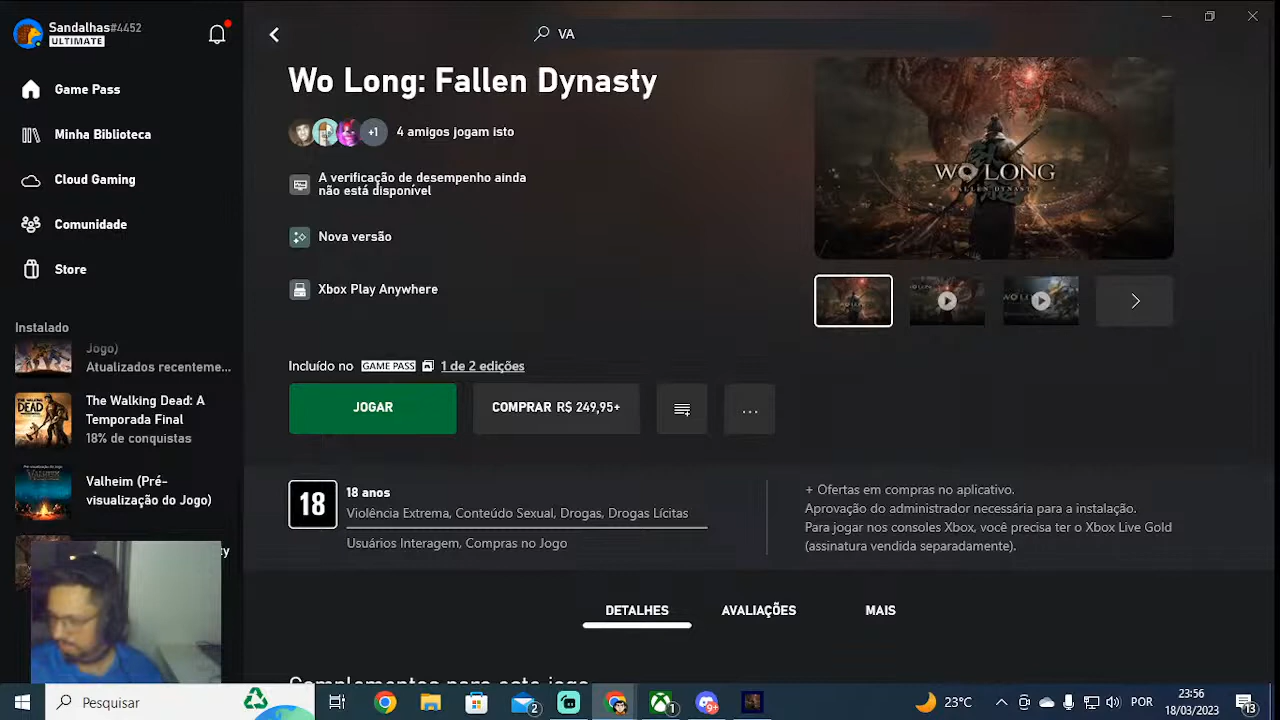 Sandalhas#4452
ULTIMATE
VA
Game Pass
Minha Biblioteca
Cloud Gaming
Comunidade
Store
Instalado
Jogo)
Atualizados recenteme...
The Walking Dead: A
Temporada Final
18% de conquistas
Valheim (Pré-
visualização do Jogo)
Wo Long: Fallen Dynasty
+1
4 amigos jogam isto
A verificação de desempenho ainda
não está disponível
Nova versão
Xbox Play Anywhere
Incluído no GAME PASS 1 de 2 edições
JOGAR
COMPRAR R$ 249,95+
...
WO LONG
FALLEN DYNASTY
18
18 anos
Violência Extrema, Conteúdo Sexual, Drogas, Drogas Lícitas
Usuários Interagem, Compras no Jogo
+ Ofertas em compras no aplicativo.
Aprovação do administrador necessária para a instalação.
Para jogar nos consoles Xbox, você precisa ter o Xbox Live Gold
(assinatura vendida separadamente).
DETALHES
AVALIAÇÕES
MAIS
Complementos para este jogo
Pesquisar
2
1
23°C
POR
23:56
18/03/2023